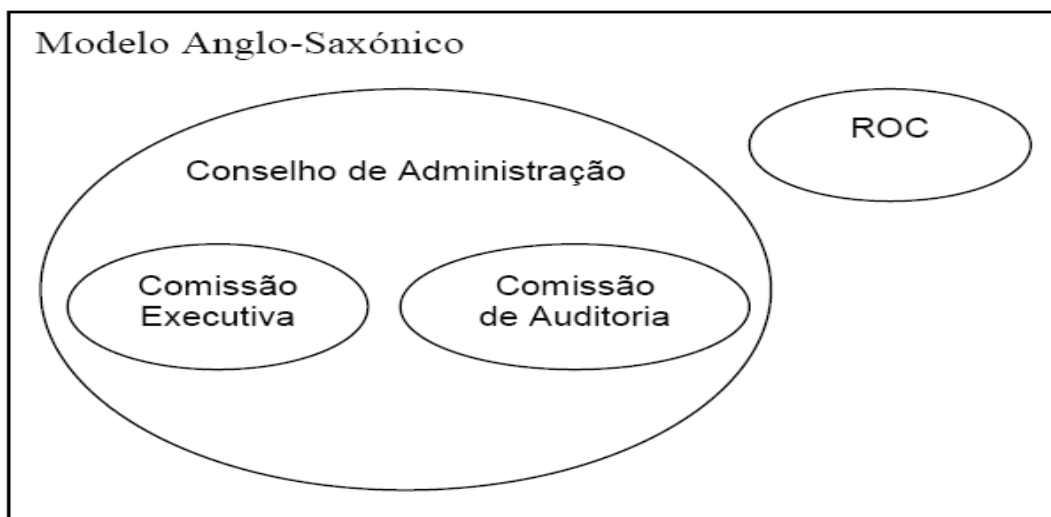 Modelo Anglo-Saxónico
ROC
Conselho de Administração
Comissão
Executiva
Comissão
de Auditoria